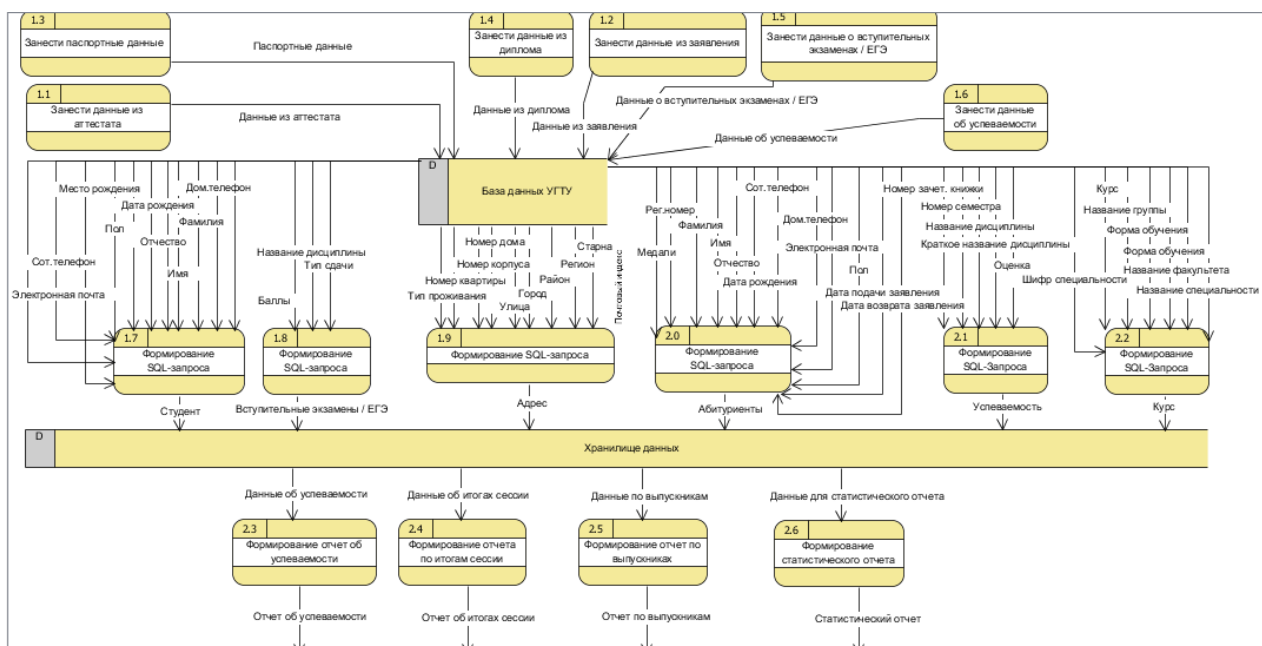 1.3
Занести паспортные данные
1.4
Занести данные из
диплома
1.2
Занести данные из заявления
1.5
Занести данные о вступительных
экзаменах / ЕГЭ
Паспортные данные
1.1
Занести данные из
аттестата
Данные из аттестата
Данные из диплома
Данные из заявления
Данные о вступительных экзаменах / ЕГЭ
1.6
Занести данные
об успеваемости
Данные об успеваемости
D
База данных УГТУ
Место рождения
Дом.телефон
Дата рождения
Пол
Фамилия
Отчество
Сот.телефон
Имя
Электронная почта
Название дисциплины
Тип сдачи
Баллы
Номер дома
Старна
Номер корпуса
Регион
Номер квартиры
Район
Тип проживания
Город
Улица
Почтовый индекс
Сот.телефон
Рег.номер
Дом.телефон
Фамилия
Имя
Электронная почта
Медали
Отчество
Пол
Дата рождения
Дата подачи заявления
Дата возврата заявления
Номер зачет. книжки
Номер семестра
Название дисциплины
Краткое название дисциплины
Оценка
Курс
Название группы
Форма обучения
Форма обучения
Название факультета
Шифр специальности
Название специальности
1.7
Формирование
SQL-запроса
1.8
Формирование
SQL-запроса
1.9
Формирование SQL-запроса
2.0
Формирование
SQL-запроса
2.1
Формирование
SQL-Запроса
2.2
Формирование
SQL-Запроса
Студент
Вступительные экзамены / ЕГЭ
Адрес
Абитуриенты
Успеваемость
Курс
D
Хранилище данных
Данные об успеваемости
Данные об итогах сессии
Данные по выпускникам
Данные для статистического отчета
2.3
Формирование отчет об
успеваемости
2.4
Формирование отчета
по итогам сессии
2.5
Формирование отчет по
выпускниках
2.6
Формирование
статистического отчета
Отчет об успеваемости
Отчет об итогах сессии
Отчет по выпускникам
Статистический отчет